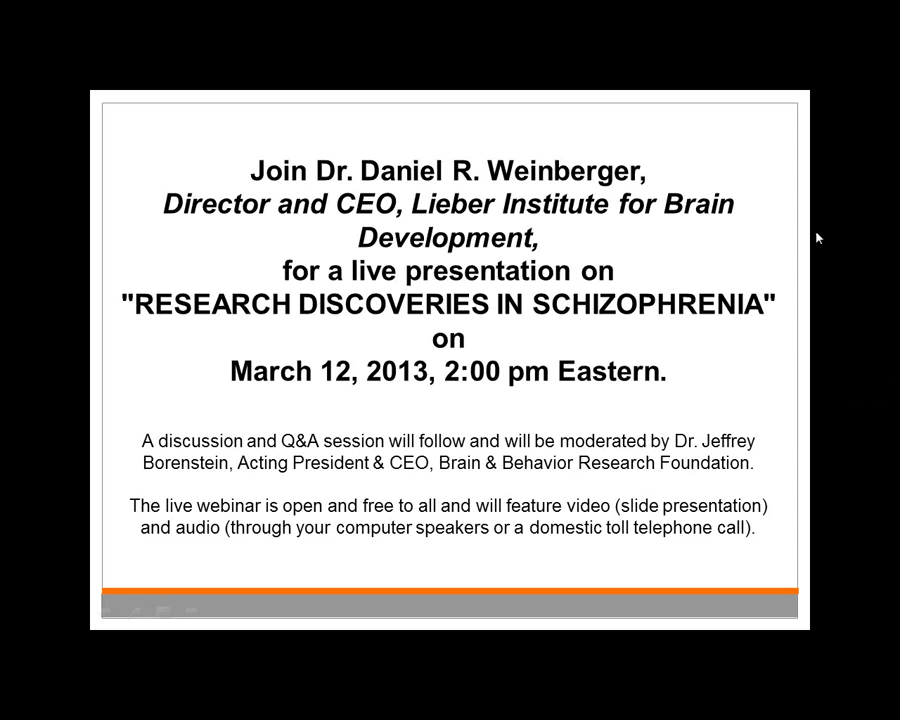 Join Dr. Daniel R. Weinberger,
Director and CEO, Lieber Institute for Brain
Development,
for a live presentation on
"RESEARCH DISCOVERIES IN SCHIZOPHRENIA"
on
March 12, 2013, 2:00 pm Eastern.
A discussion and Q&A session will follow and will be moderated by Dr. Jeffrey
Borenstein, Acting President & CEO, Brain & Behavior Research Foundation.
The live webinar is open and free to all and will feature video (slide presentation)
and audio (through your computer speakers or a domestic toll telephone call).